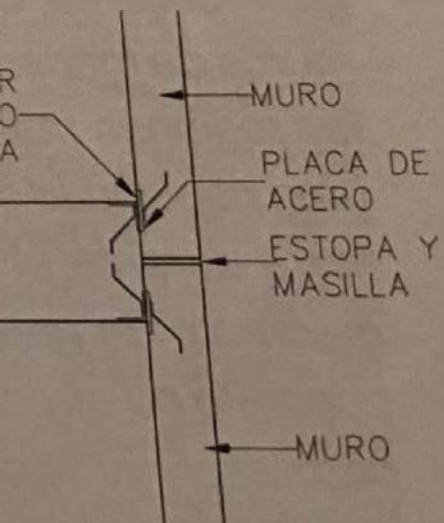 R
O
A
MURO
PLACA DE
ACERO
ESTOPA Y
MASILLA
MURO